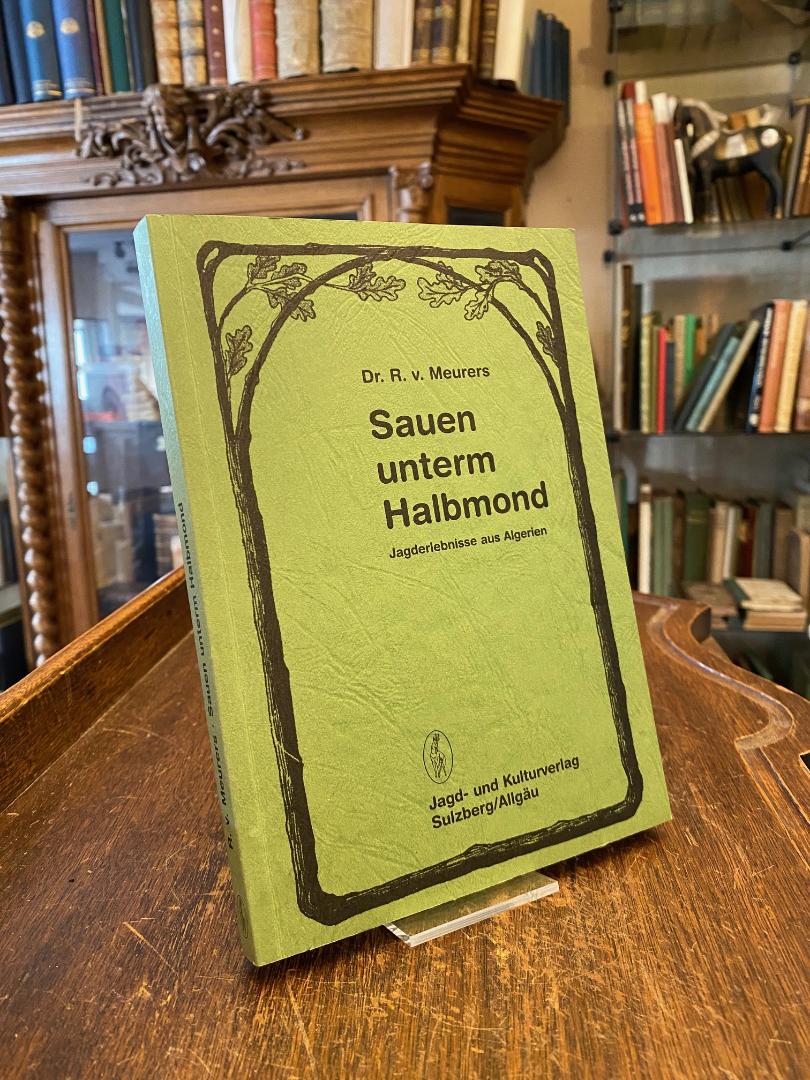 Dr. R. v. Meurers
Sauen
unterm
Halbmond
Jagderlebnisse aus Algerien
Jagd- und Kulturverlag
Sulzberg/Allgäu
R. v. Meurers · Sauen unterm Halbmond